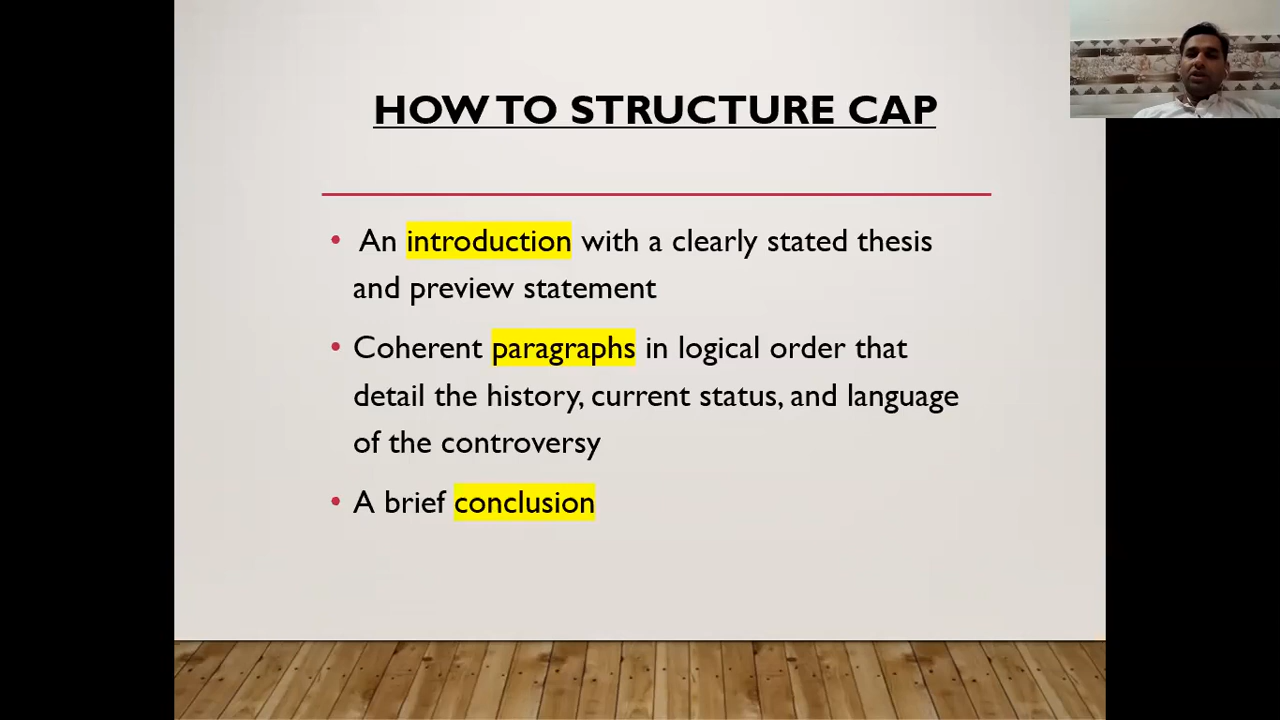 HOW TO STRUCTURE CAP
• An introduction with a clearly stated thesis
and preview statement
• Coherent paragraphs in logical order that
detail the history, current status, and language
of the controversy
• A brief conclusion